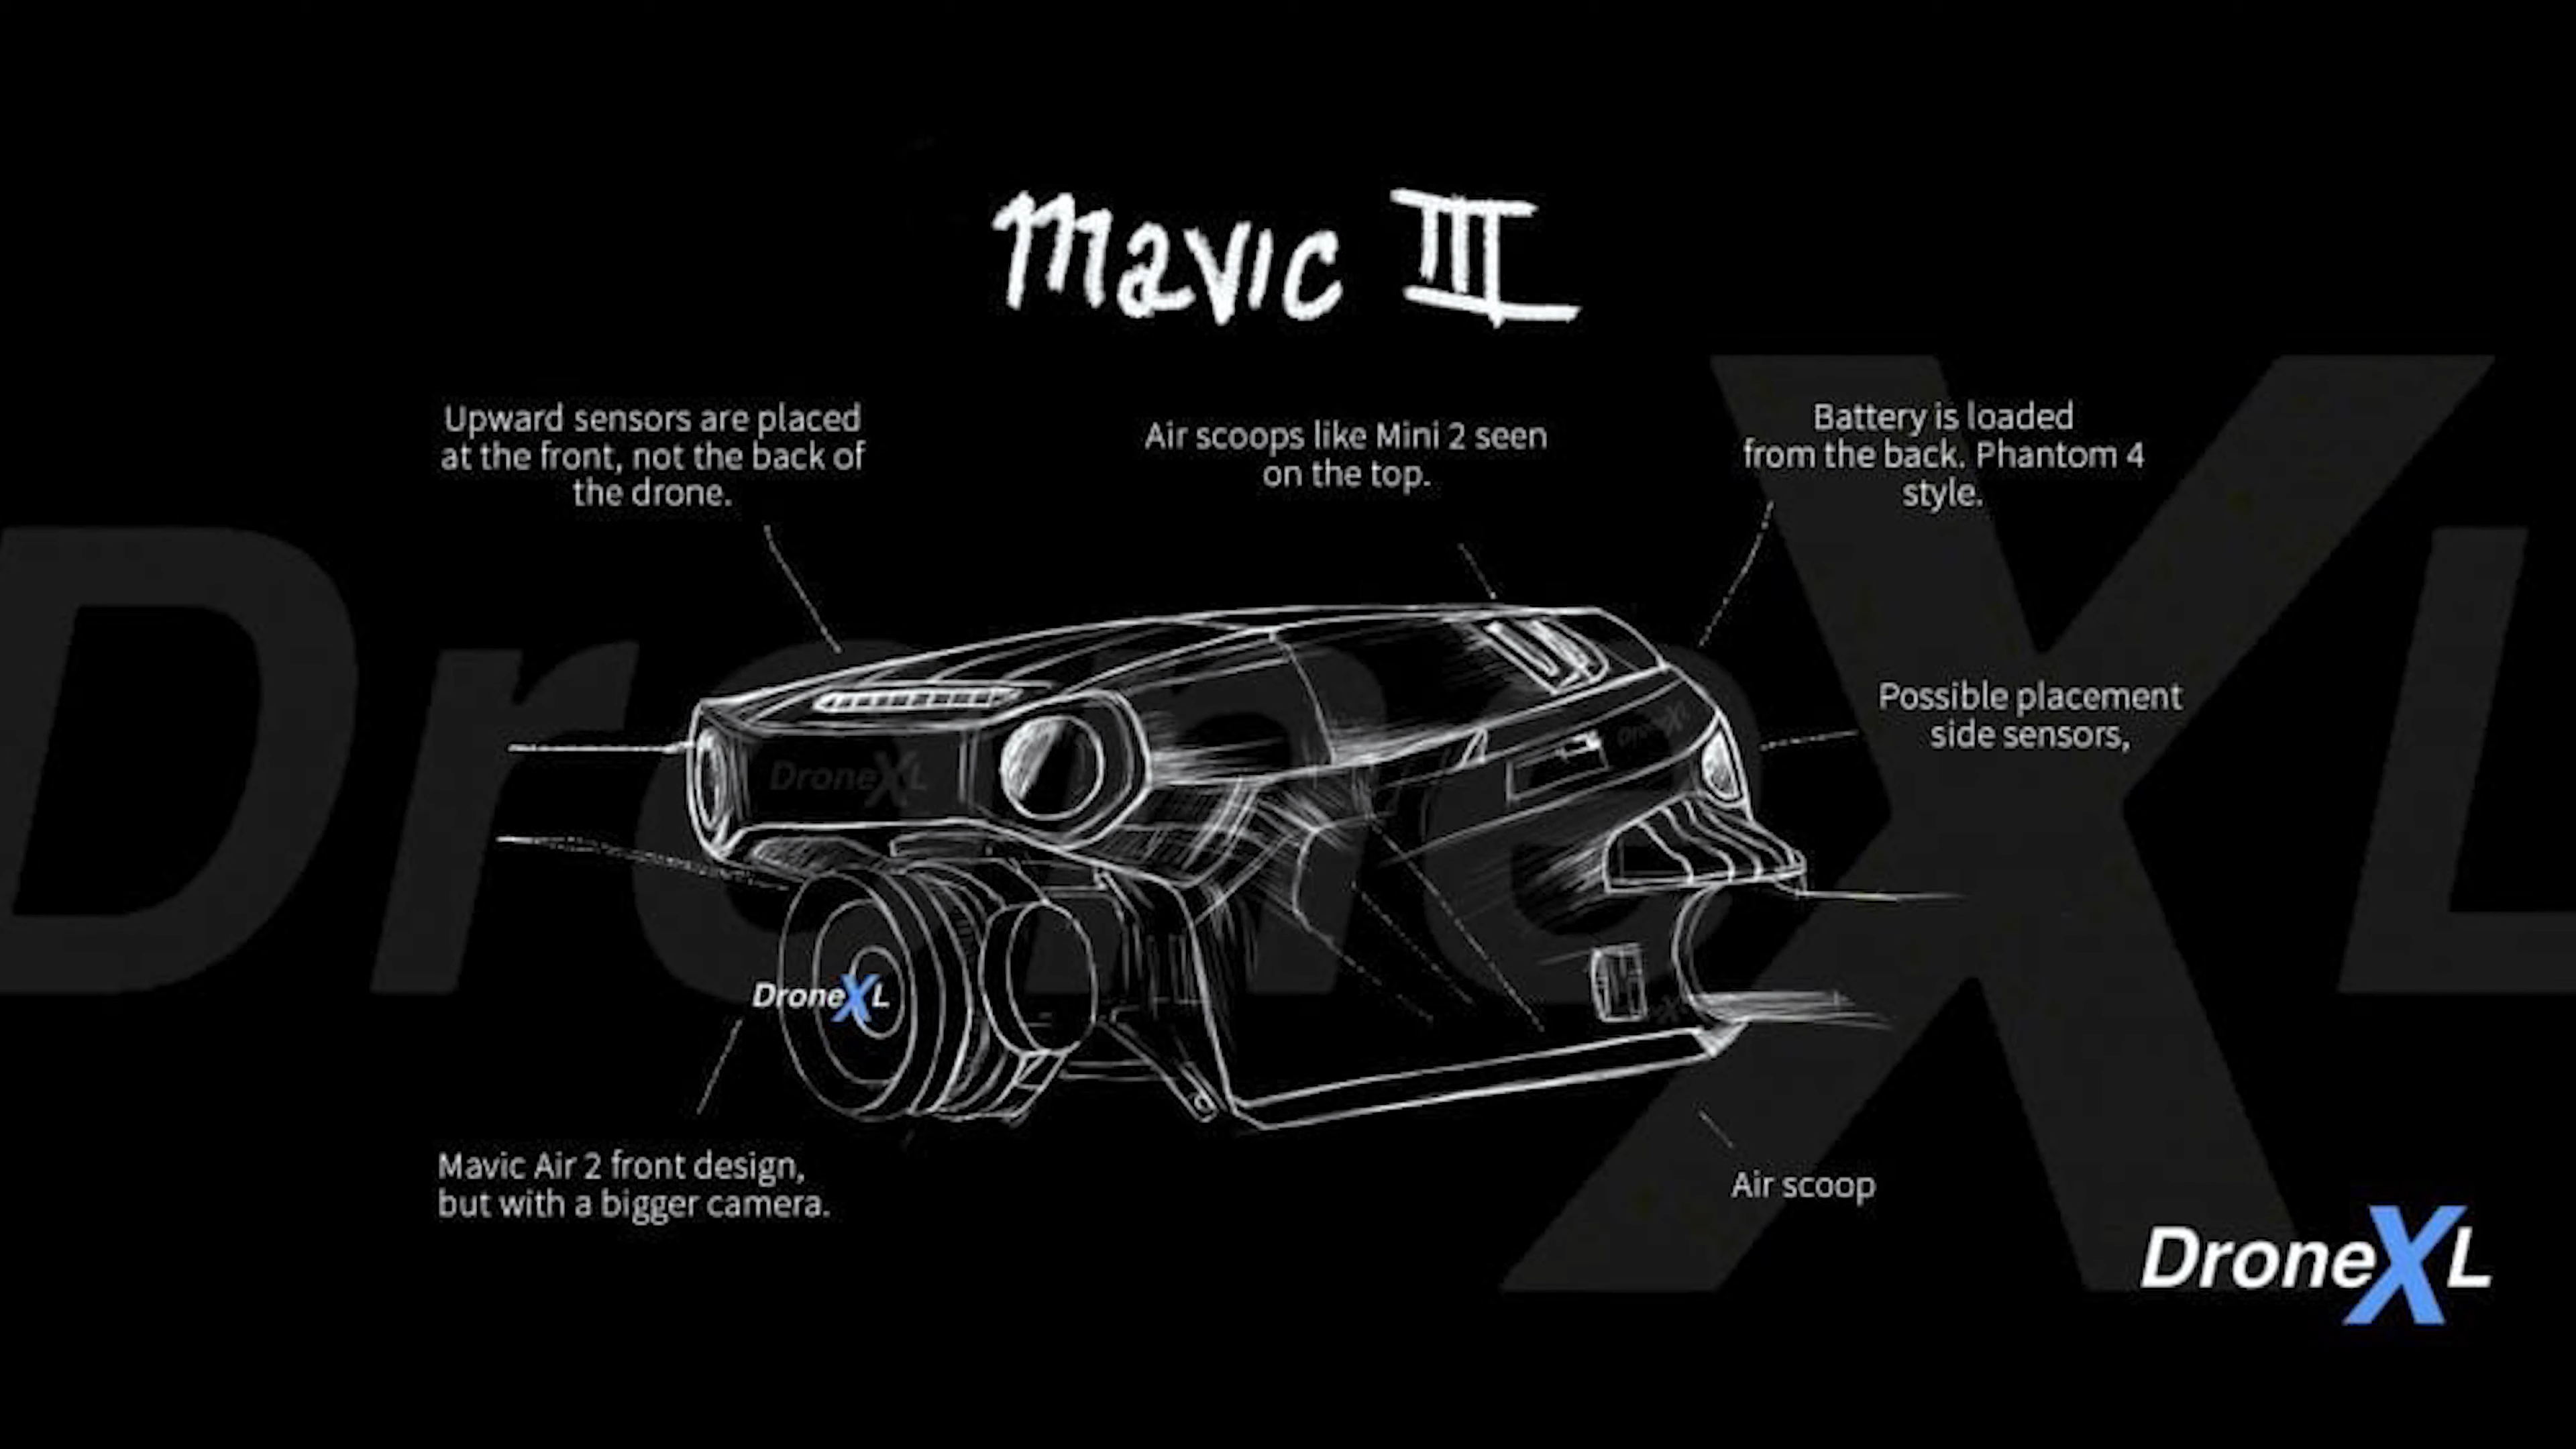 Mavic III
Upward sensors are placed
at the front, not the back of
the drone.
Air scoops like Mini 2 seen
on the top.
Battery is loaded
from the back. Phantom 4
style.
Possible placement
side sensors,
DroneXL
DroneXL
DroneXL
DroneXL
Mavic Air 2 front design,
but with a bigger camera.
Air scoop
DroneXL